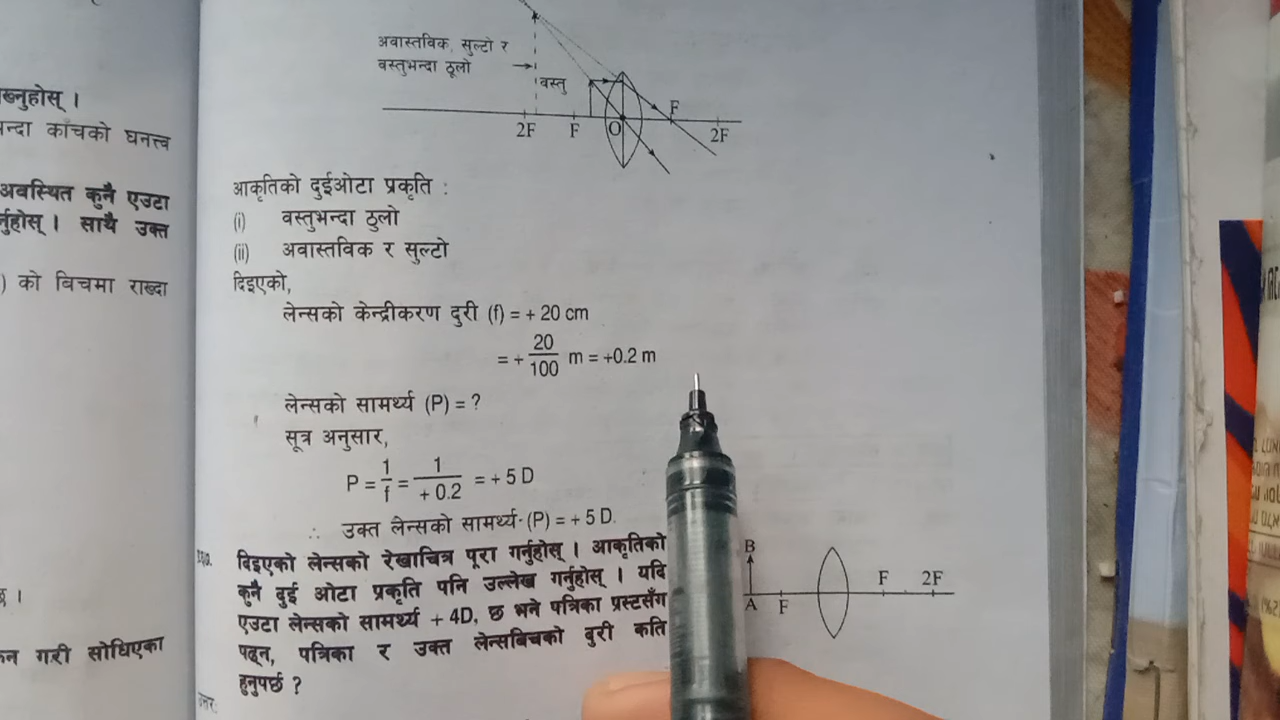 अवास्तविक, सुल्टो र
वस्तुभन्दा ठूलो
वस्तु
2F F O F 2F
आकृतिको दुईओटा प्रकृति :
(i) वस्तुभन्दा ठुलो
(ii) अवास्तविक र सुल्टो
दिइएको,
लेन्सको केन्द्रीकरण दुरी (f) = + 20 cm
= + 20/100 m = +0.2 m
लेन्सको सामर्थ्य (P) = ?
सूत्र अनुसार,
P = 1/f = 1/+ 0.2 = + 5 D
∴ उक्त लेन्सको सामर्थ्य (P) = + 5 D.
दिइएको लेन्सको रेखाचित्र पूरा गर्नुहोस् । आकृतिको
कुनै दुई ओटा प्रकृति पनि उल्लेख गर्नुहोस् । यदि
एउटा लेन्सको सामर्थ्य + 4D, छ भने पत्रिका प्रस्टसँग
पढ्न, पत्रिका र उक्त लेन्सबिचको दुरी कति
हुनुपर्छ ?
B
A F F 2F
न्दा काँचको घनत्व
अवस्थित कुनै एउटा
र्नुहोस् । साथै उक्त
) को बिचमा राख्दा
छ ।
गरी सोधिएका